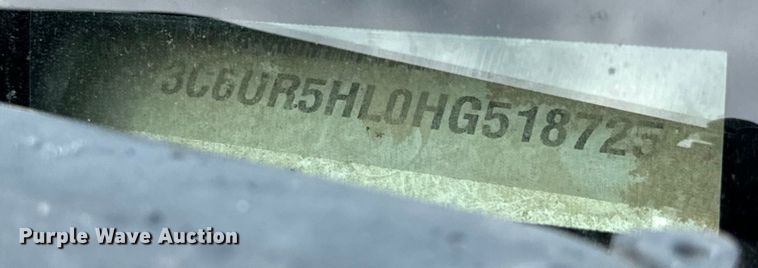 3C6UR5HL0HG518725
Purple Wave Auction